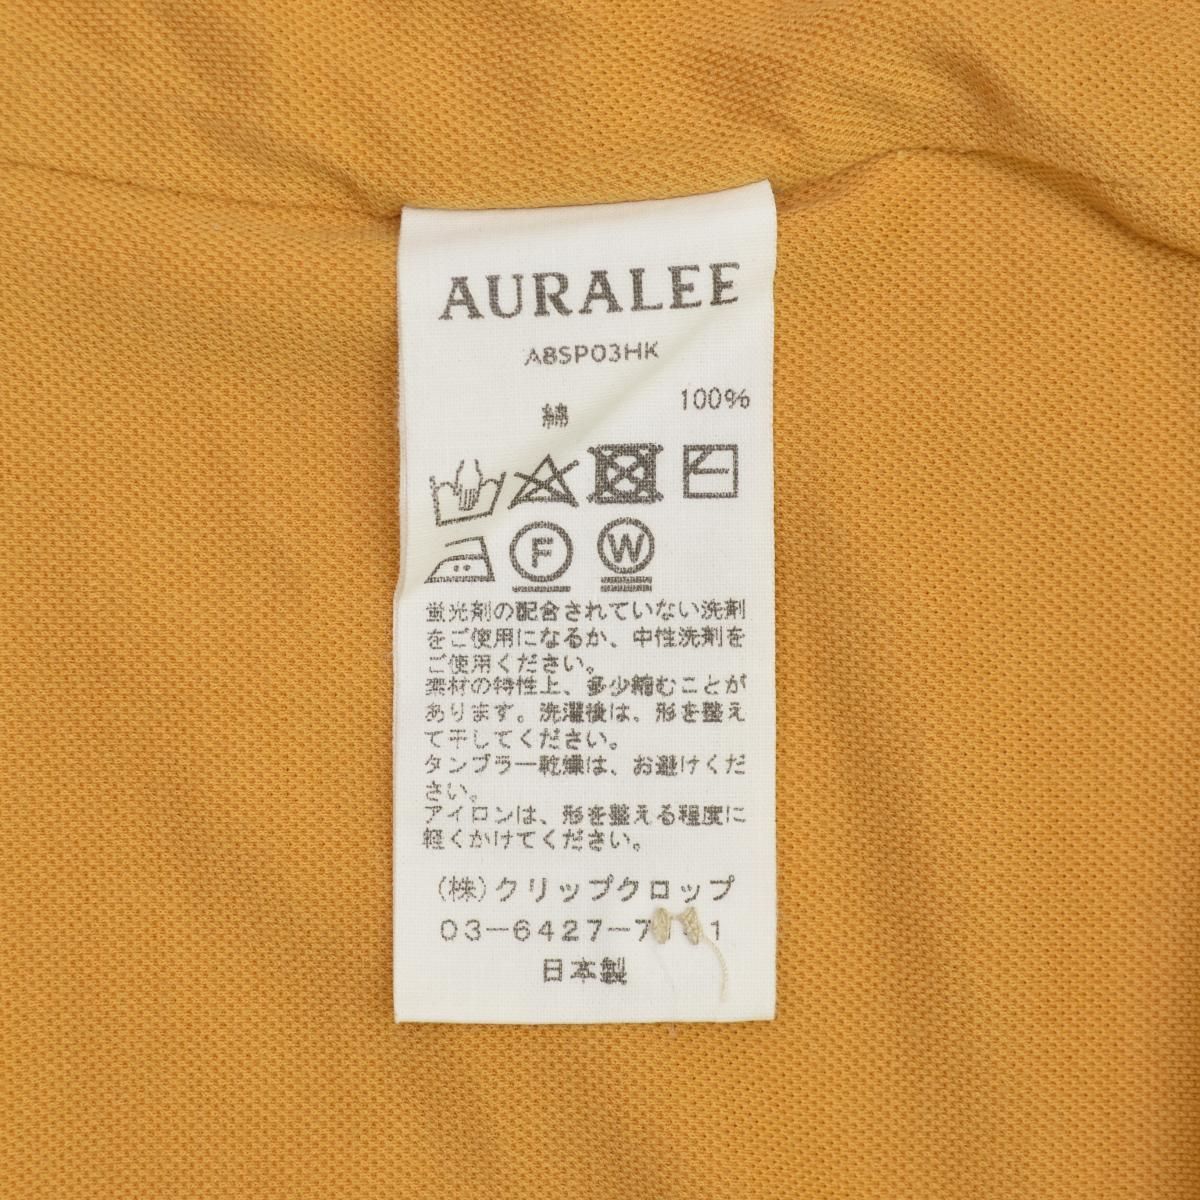 AURALEE
A8SP03HK
綿 100%
F W
蛍光剤の配合されていない洗剤
をご使用になるか、中性洗剤を
ご使用ください。
素材の特性上、多少縮むことが
あります。洗濯後は、形を整え
て干してください。
タンブラー乾燥は、お避けくだ
さい。
アイロンは、形を整える程度に
軽くかけてください。
(株)クリップクロップ
03-6427-7 1
日本製